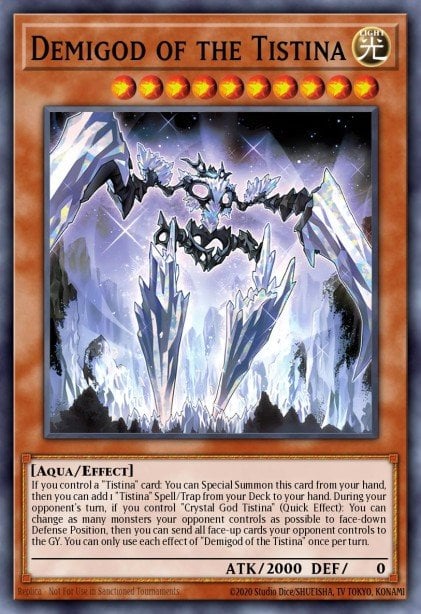 DEMIGOD OF THE TISTINA
LIGHT
光
[AQUA/EFFECT]
If you control a "Tistina" card: You can Special Summon this card from your hand,
then you can add 1 "Tistina" Spell/Trap from your Deck to your hand. During your
opponent's turn, if you control "Crystal God Tistina" (Quick Effect): You can
change as many monsters your opponent controls as possible to face-down
Defense Position, then you can send all face-up cards your opponent controls to
the GY. You can only use each effect of "Demigod of the Tistina" once per turn.
ATK/2000 DEF/ 0
Replica - Not For Use in Sanctioned Tournaments
©2020 Studio Dice/SHUEISHA, TV TOKYO, KONAMI